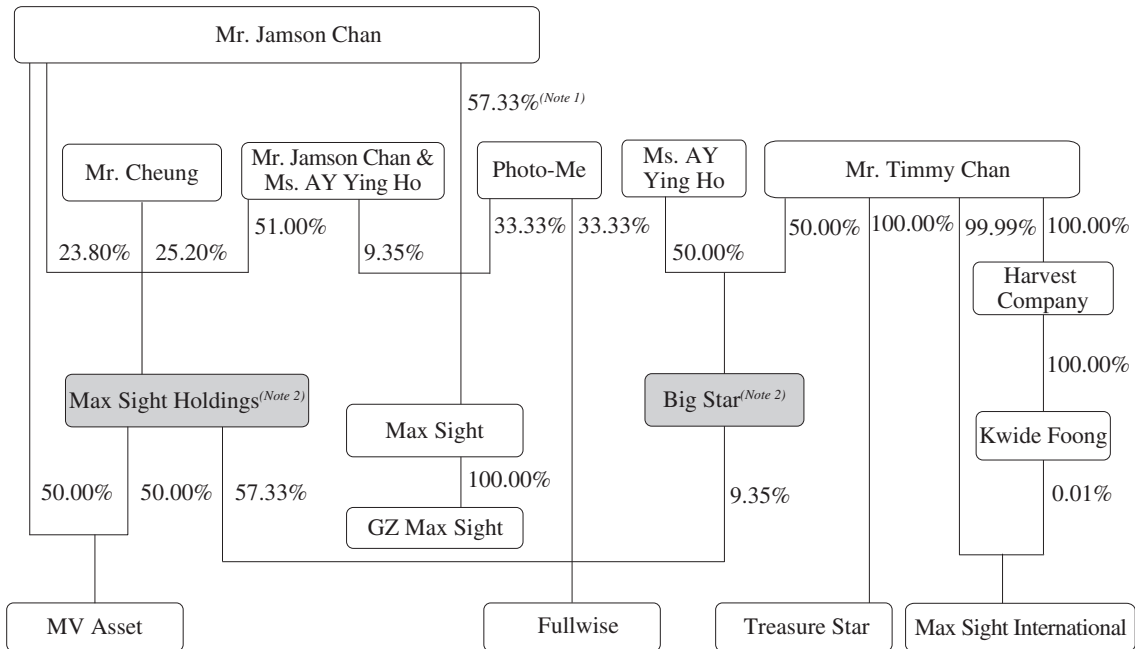 Mr. Jamson Chan
57.33%(Note 1)
Mr. Cheung
Mr. Jamson Chan &
Ms. AY Ying Ho
Photo-Me
Ms. AY
Ying Ho
Mr. Timmy Chan
23.80%
25.20%
51.00%
9.35%
33.33%
33.33%
50.00%
50.00%
100.00%
99.99%
100.00%
Harvest
Company
100.00%
Max Sight Holdings(Note 2)
Max Sight
Big Star(Note 2)
Kwide Foong
50.00%
50.00%
57.33%
100.00%
9.35%
0.01%
GZ Max Sight
MV Asset
Fullwise
Treasure Star
Max Sight International